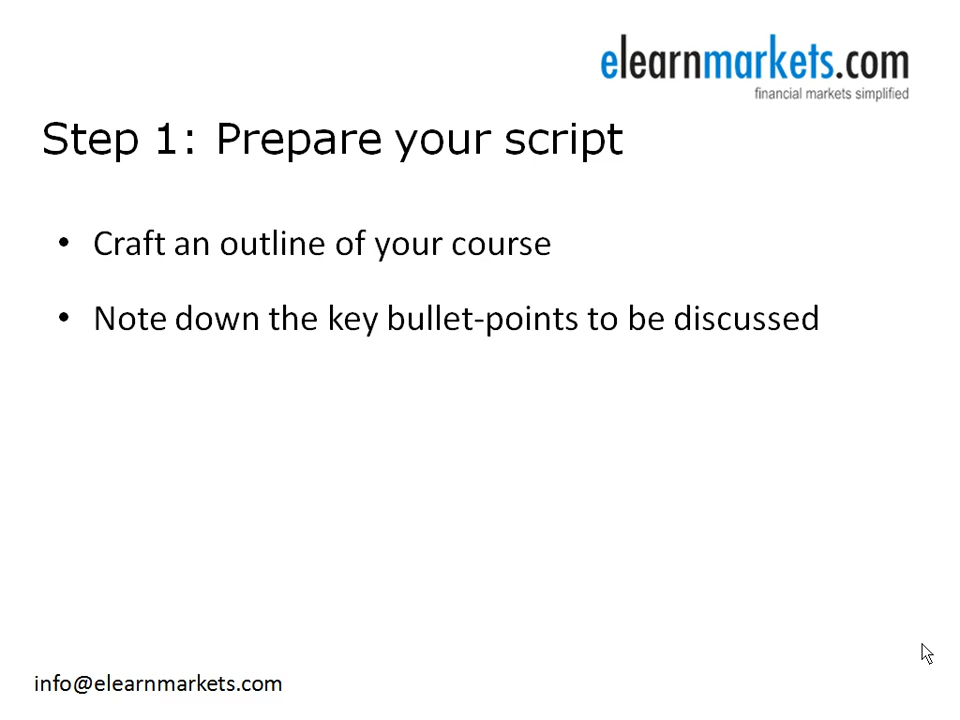 elearnmarkets.com
financial markets simplified
Step 1: Prepare your script
• Craft an outline of your course
• Note down the key bullet-points to be discussed
info@elearnmarkets.com